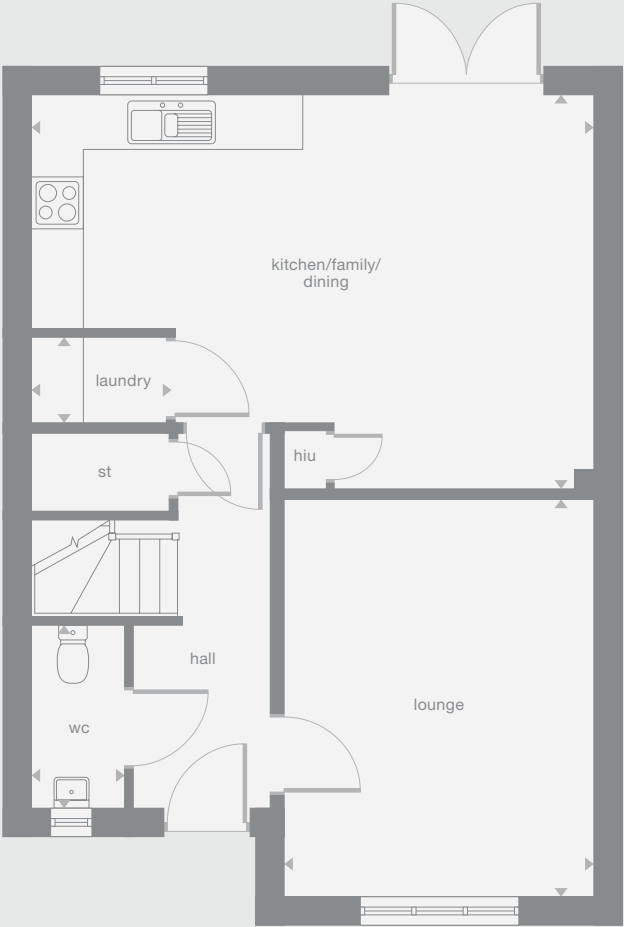 kitchen/family/
dining
laundry
st
hiu
hall
lounge
wc